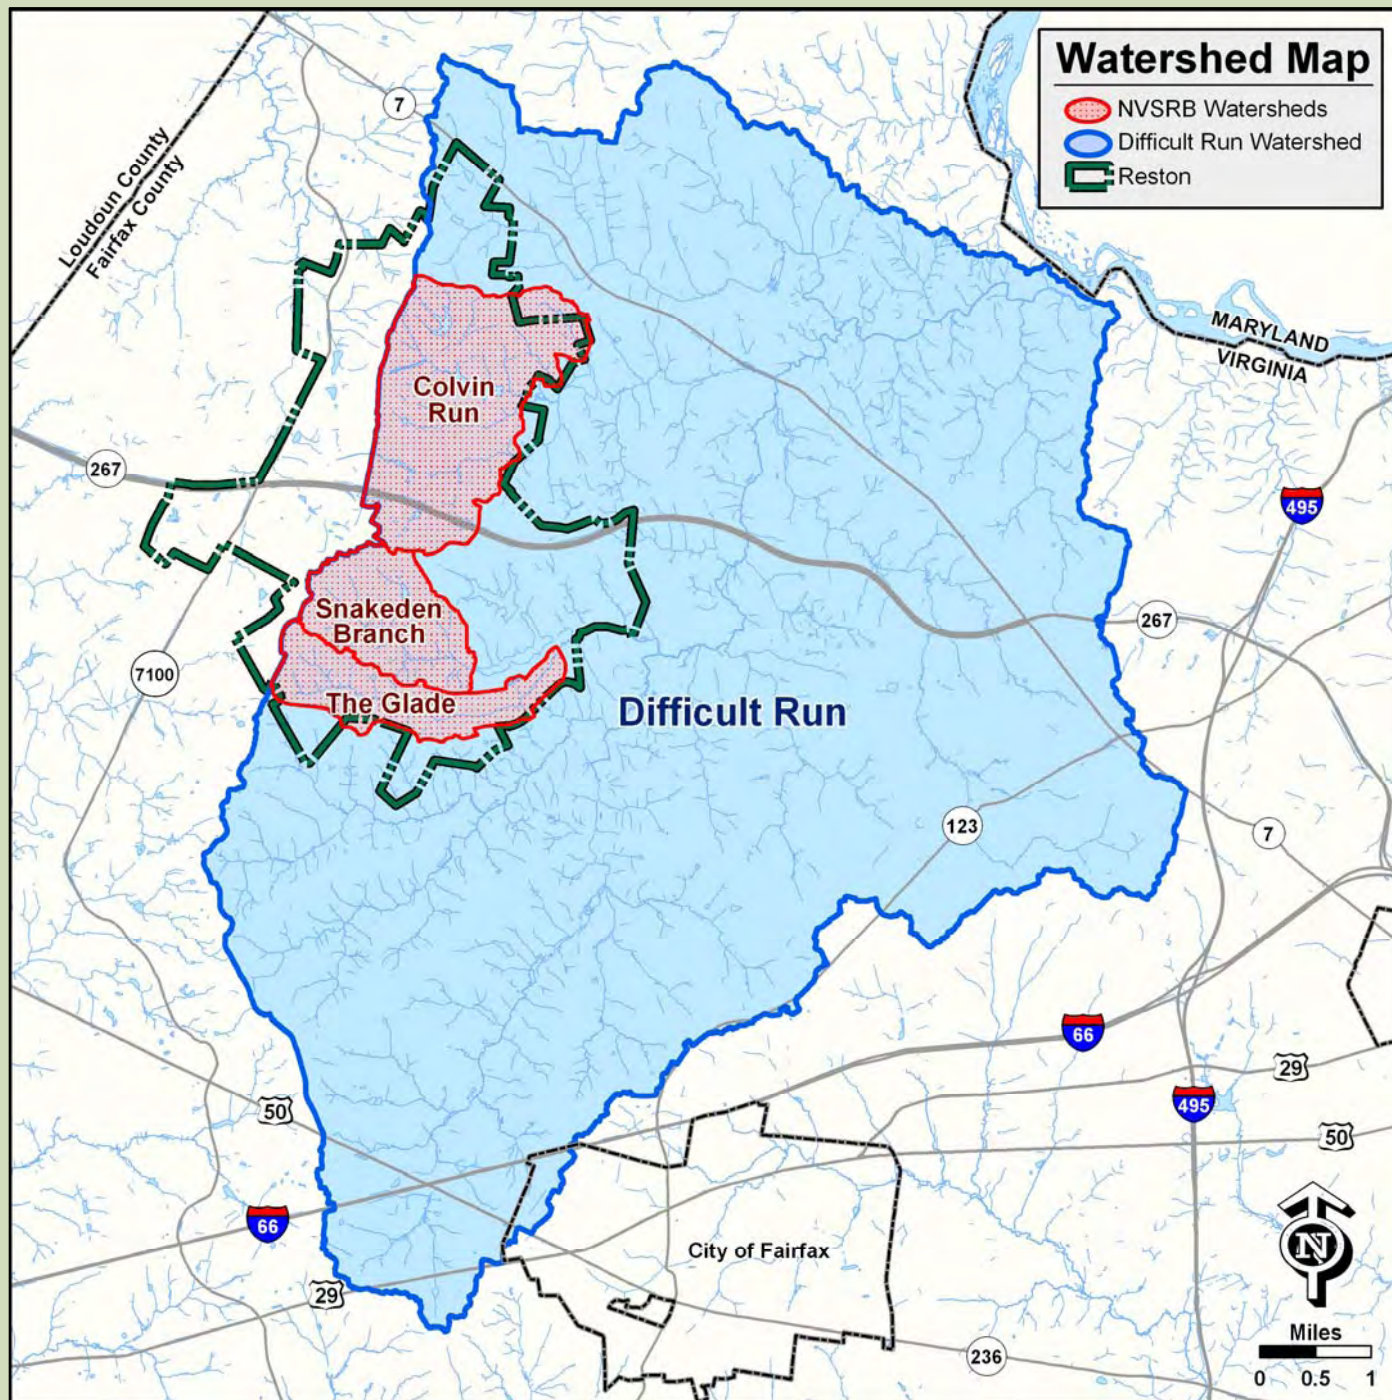 Watershed Map
NVSRB Watersheds
Difficult Run Watershed
Reston
7
Loudoun County
Fairfax County
MARYLAND
VIRGINIA
Colvin
Run
267
495
Snakeden
Branch
267
7100
The Glade
Difficult Run
123
7
66
29
495
50
50
66
City of Fairfax
N
29
236
Miles
0 0.5 1